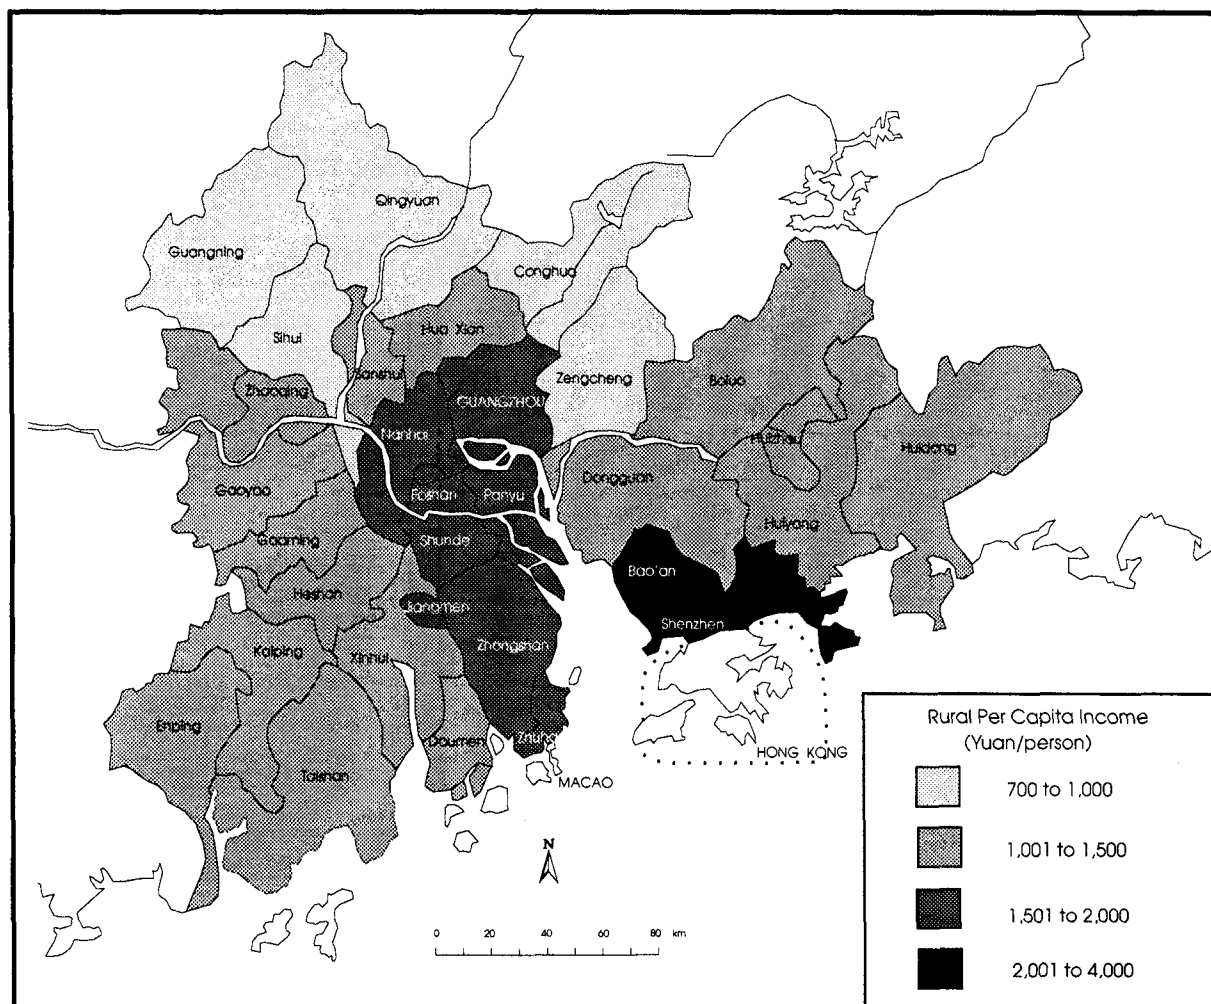 Qingyuan
Guangning
Conghua
Sihui
Hua Xian
Sanshui
Zhaoqing
Zengcheng
Boluo
GUANGZHOU
Nanhai
Huizhou
Huidong
Gaoyao
Foshan
Panyu
Dongguan
Huiyang
Gaoming
Shunde
Bao'an
Heshan
Jiangmen
Shenzhen
Zhongshan
Kaiping
Xinhui
Enping
Doumen
Zhuhai
Taishan
HONG KONG
MACAO
N
0 20 40 60 80 km.
Rural Per Capita Income
(Yuan/person)
700 to 1,000
1,001 to 1,500
1,501 to 2,000
2,001 to 4,000